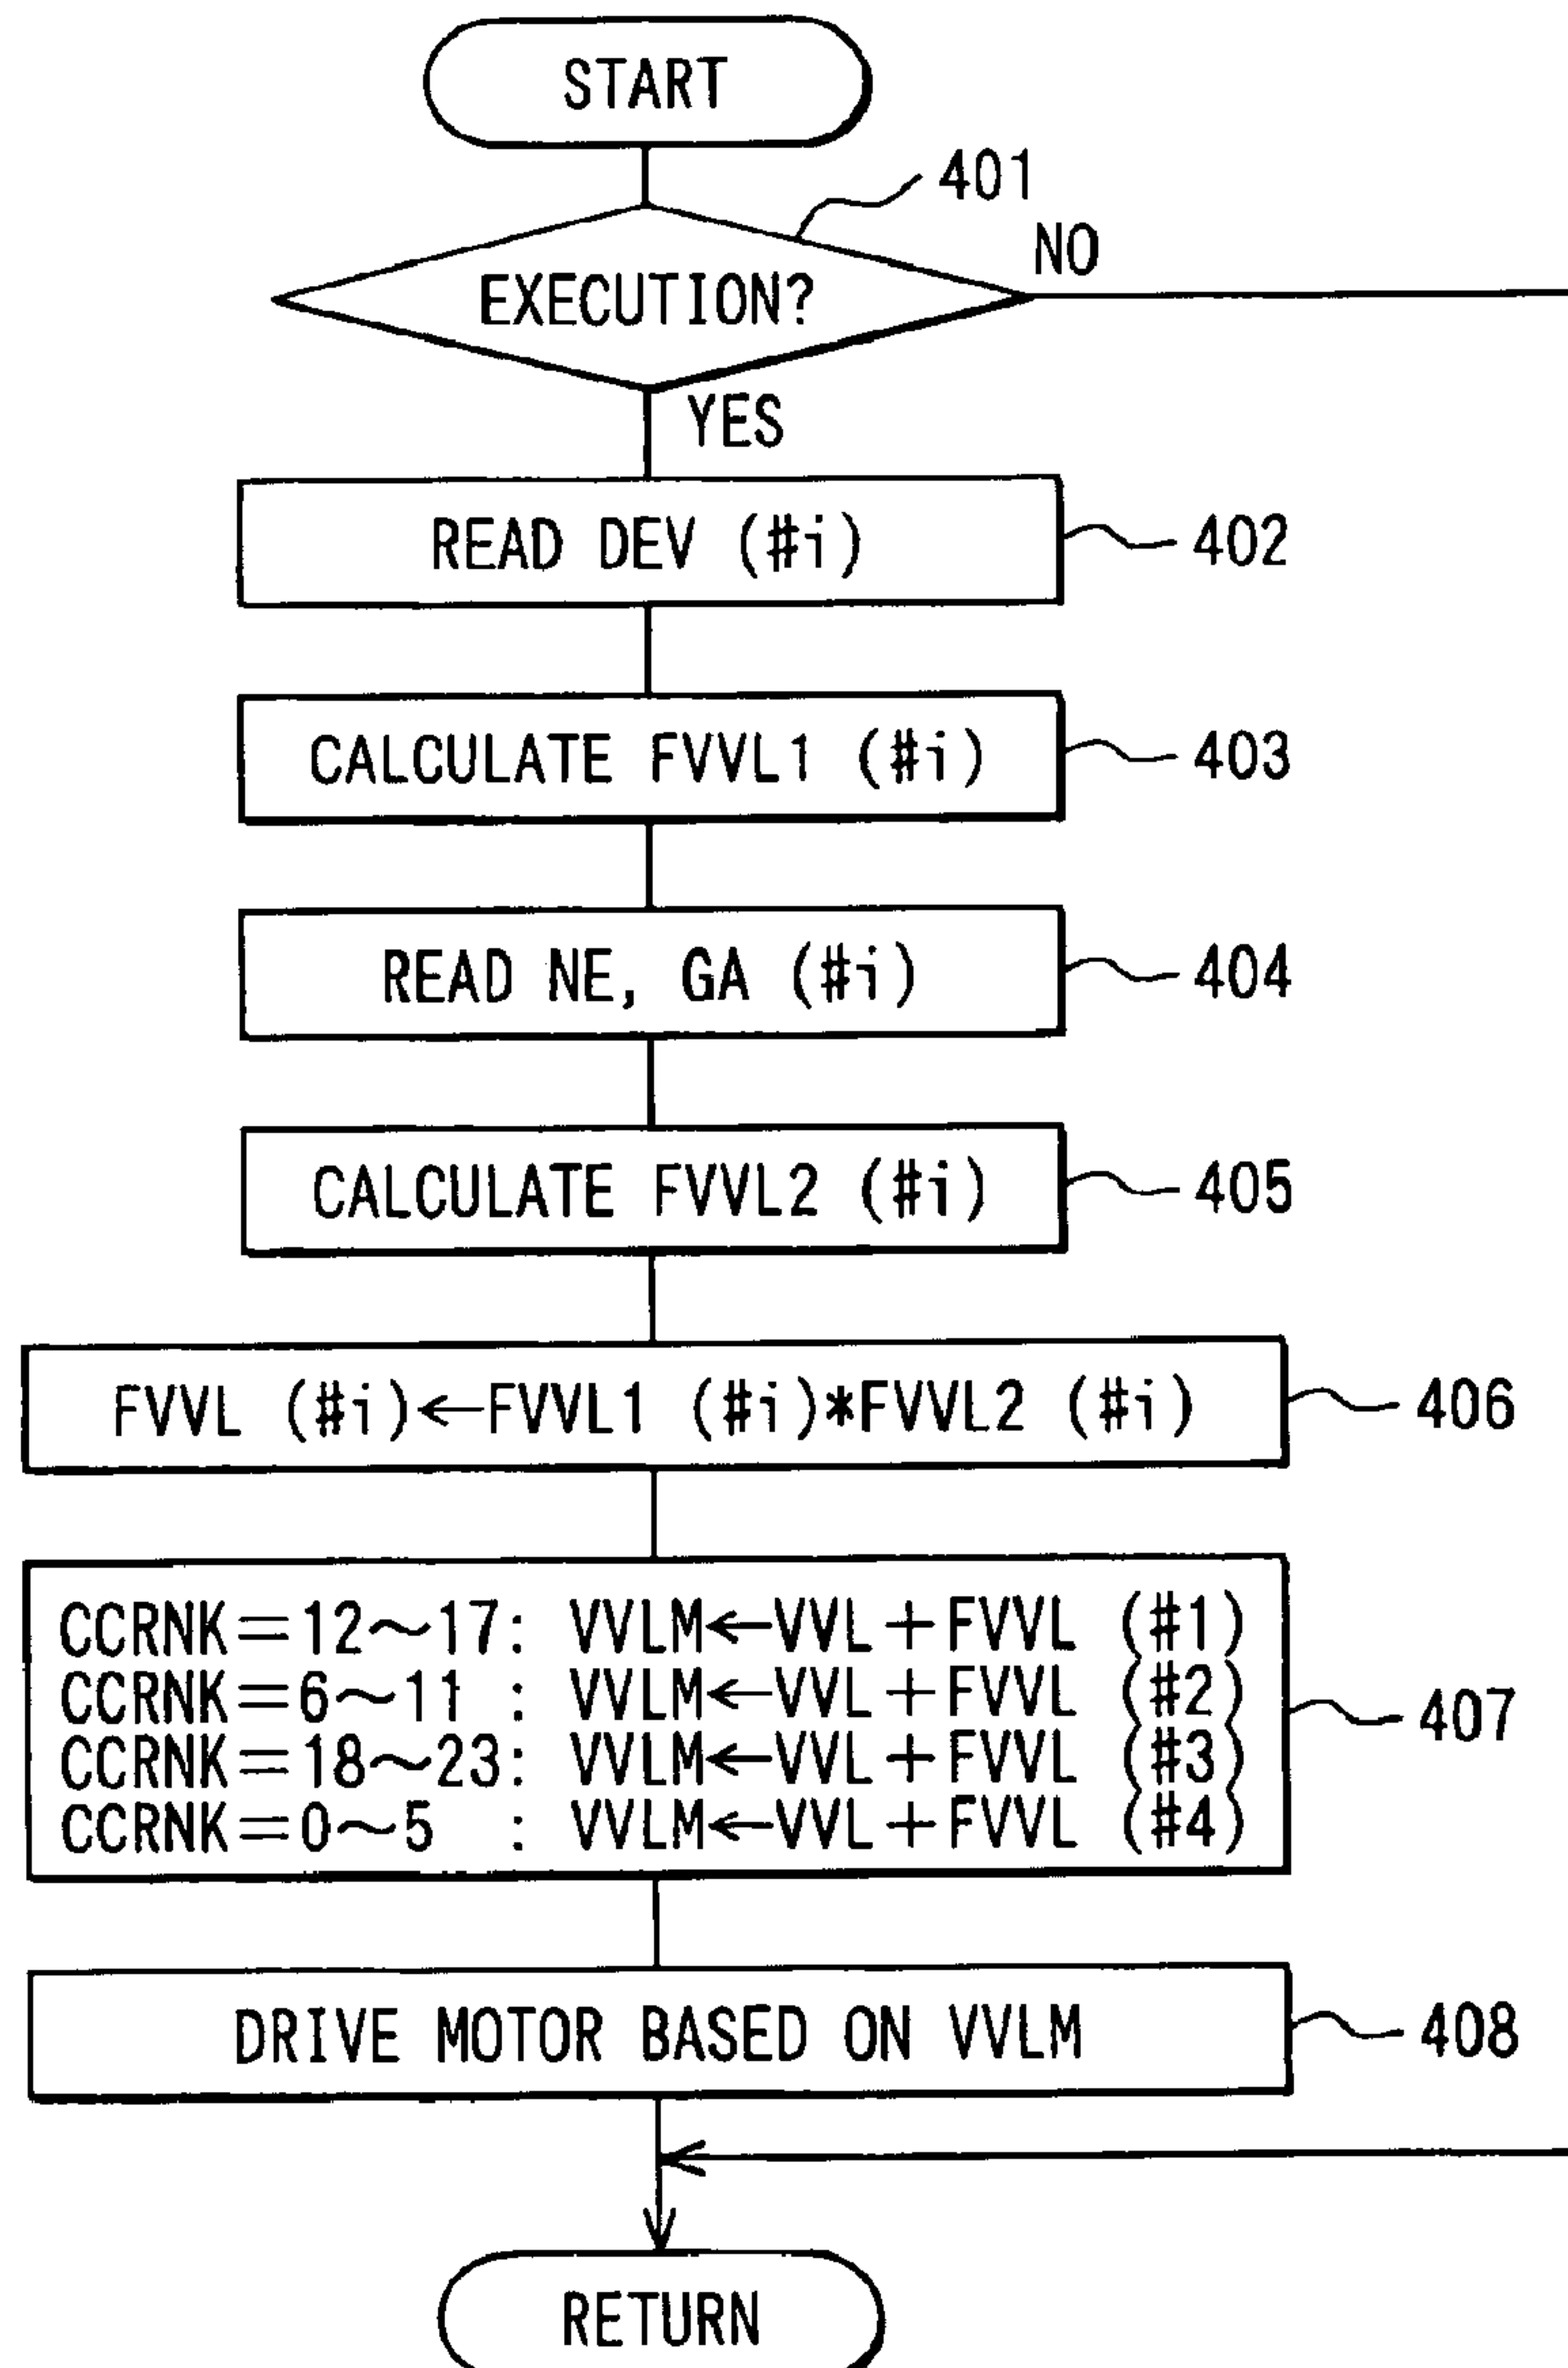 START
401
NO
EXECUTION?
YES
READ DEV (#i)
402
CALCULATE FVVL1 (#i)
403
READ NE, GA (#i)
404
CALCULATE FVVL2 (#i)
405
FVVL (#i)←FVVL1 (#i)*FVVL2 (#i)
406
CCRNK=12~17: VVLM←VVL+FVVL (#1)
CCRNK=6~11 : VVLM←VVL+FVVL (#2)
CCRNK=18~23: VVLM←VVL+FVVL (#3)
CCRNK=0~5 : VVLM←VVL+FVVL (#4)
407
DRIVE MOTOR BASED ON VVLM
408
RETURN